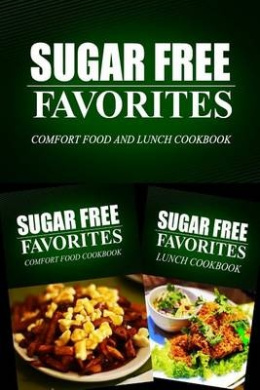 SUGAR FREE
FAVORITES
COMFORT FOOD AND LUNCH COOKBOOK
SUGAR FREE
FAVORITES
COMFORT FOOD COOKBOOK
SUGAR FREE
FAVORITES
LUNCH COOKBOOK